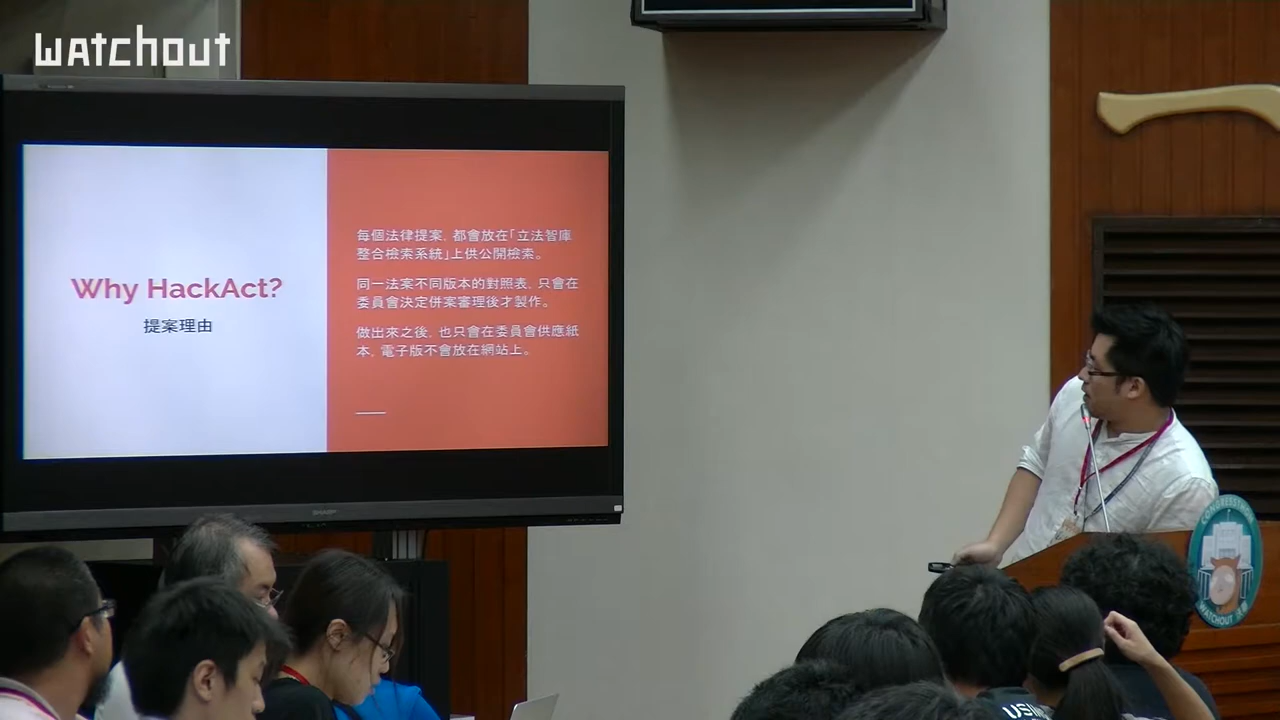 watchout
Why HackAct?
提案理由
每個法律提案，都會放在「立法智庫
整合檢索系統」上供公開檢索。
同一法案不同版本的對照表，只會在
委員會決定併案審理後才製作。
做出來之後，也只會在委員會供應紙
本，電子版不會放在網站上。
SHARP
WATCHOUT
USIN